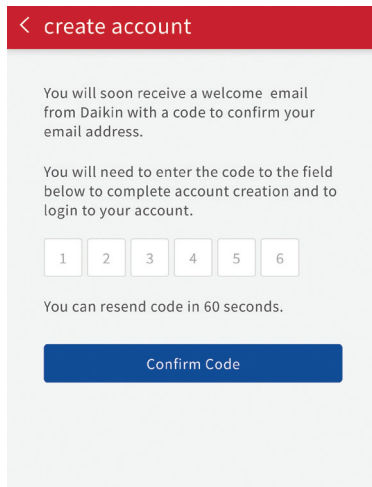 < create account
You will soon receive a welcome email
from Daikin with a code to confirm your
email address.
You will need to enter the code to the field
below to complete account creation and to
login to your account.
1 2 3 4 5 6
You can resend code in 60 seconds.
Confirm Code